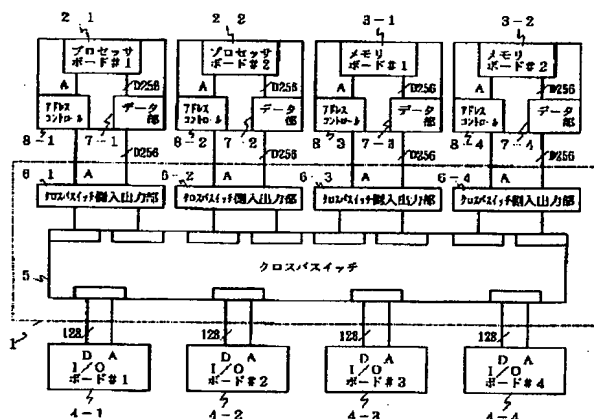 2-1 2-2 3-1 3-2
プロセッサ プロセッサ メモリ メモリ
ボード#1 ボード#2 ボード#1 ボード#2
A D256 A D256 A D256 A D256
アドレス データ アドレス データ アドレス データ アドレス データ
コントロール 部 コントロール 部 コントロール 部 コントロール 部
8-1 7-1 8-2 7-2 8-3 7-3 8-4 7-4
D256 D256 D256 D256
6-1 A 6-2 A 6-3 A 6-4 A
クロスバスイッチ側入出力部 クロスバスイッチ側入出力部 クロスバスイッチ側入出力部 クロスバスイッチ側入出力部
クロスバスイッチ
5
128 128 128 128
1
D A D A D A D A
I/O I/O I/O I/O
ボード#1 ボード#2 ボード#3 ボード#4
4-1 4-2 4-3 4-4